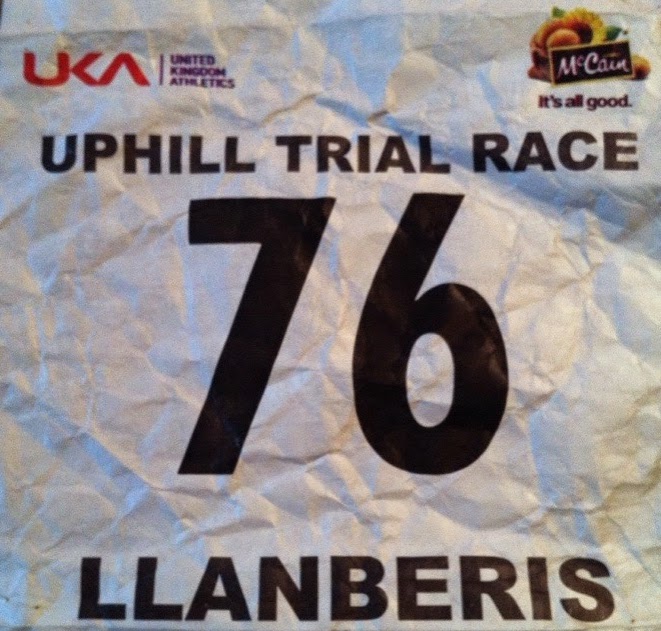 UKA
UNITED
KINGDOM
ATHLETICS
McCain
It's all good.
UPHILL TRIAL RACE
76
LLANBERIS